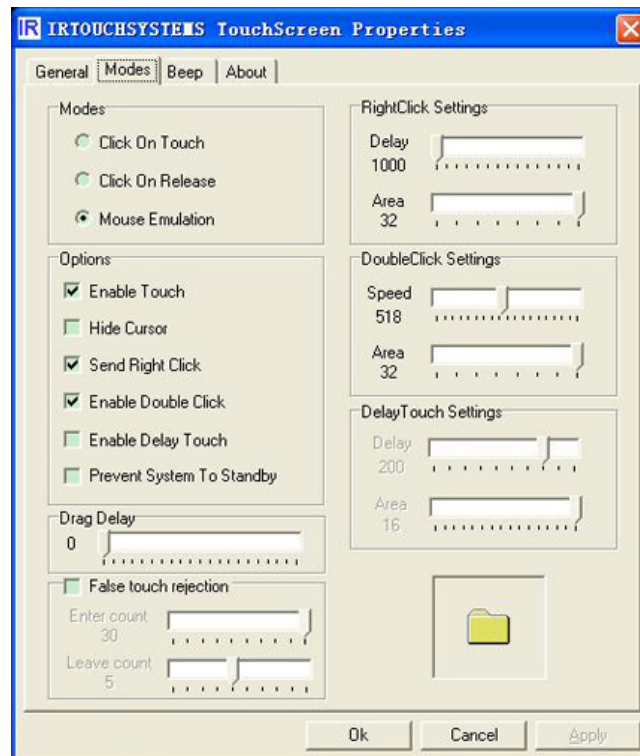 IR IRTOUCHSYSTEMS TouchScreen Properties
General Modes Beep About
Modes
Click On Touch
Click On Release
Mouse Emulation
Options
Enable Touch
Hide Cursor
Send Right Click
Enable Double Click
Enable Delay Touch
Prevent System To Standby
Drag Delay
0
False touch rejection
Enter count
30
Leave count
5
RightClick Settings
Delay
1000
Area
32
DoubleClick Settings
Speed
518
Area
32
DelayTouch Settings
Delay
200
Area
16
Ok Cancel Apply